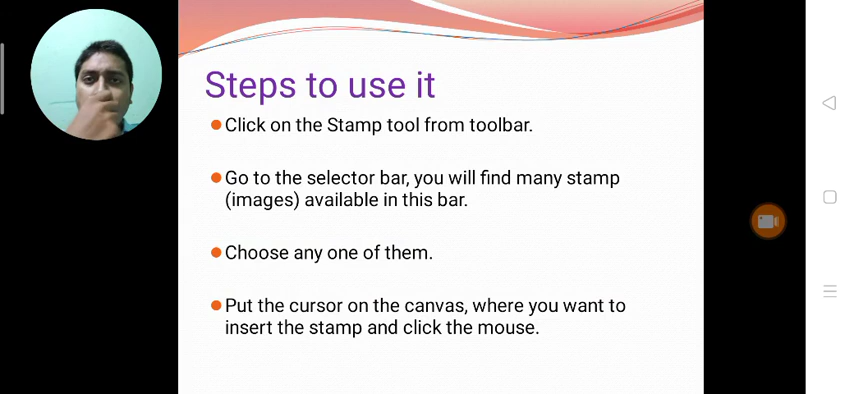 Steps to use it
Click on the Stamp tool from toolbar.
Go to the selector bar, you will find many stamp
(images) available in this bar.
Choose any one of them.
Put the cursor on the canvas, where you want to
insert the stamp and click the mouse.